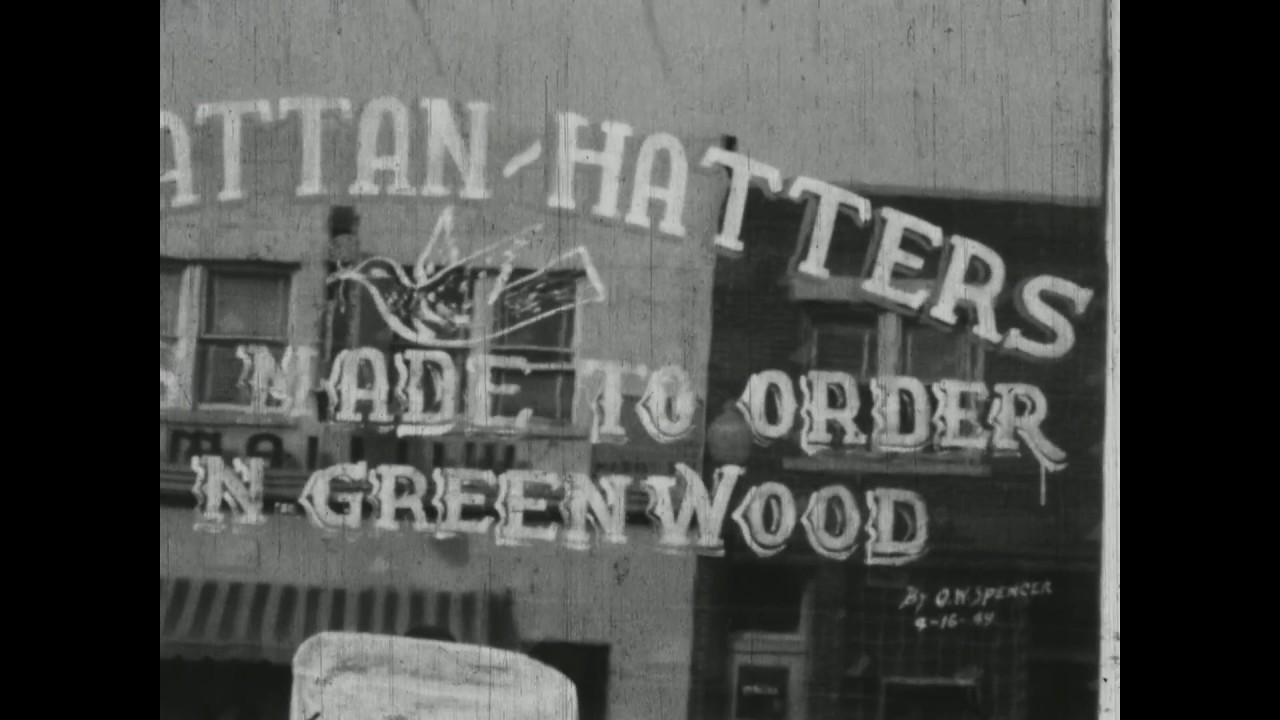 ATTAN-HATTERS
S MADE TO ORDER
N GREENWOOD
By O.W. SPENCER
4-16-49